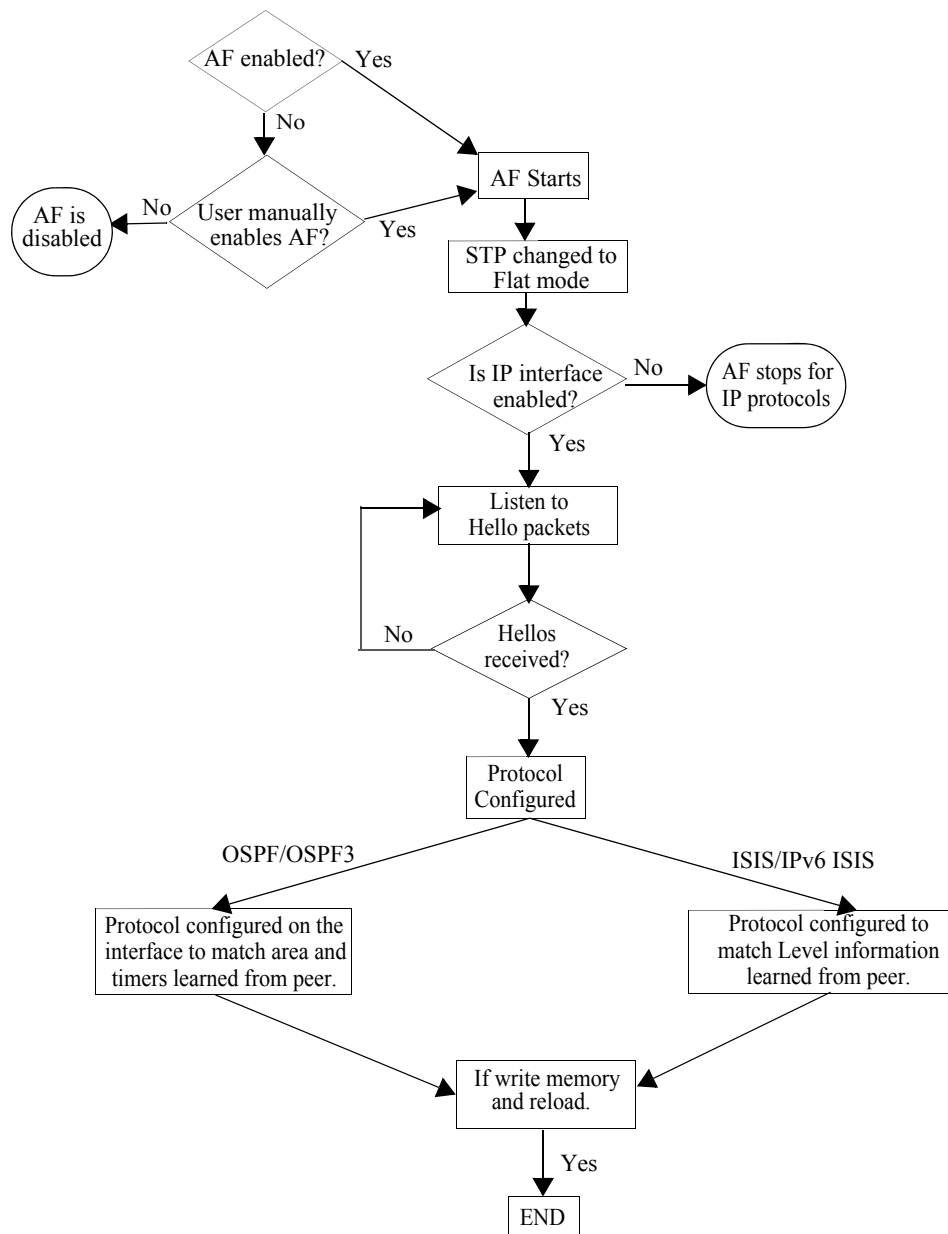 AF enabled?
Yes
No
AF Starts
No
AF is
disabled
User manually
enables AF?
Yes
STP changed to
Flat mode
Is IP interface
enabled?
No
AF stops for
IP protocols
Yes
Listen to
Hello packets
No
Hellos
received?
Yes
Protocol
Configured
OSPF/OSPF3
ISIS/IPv6 ISIS
Protocol configured on the
interface to match area and
timers learned from peer.
Protocol configured to
match Level information
learned from peer.
If write memory
and reload.
Yes
END